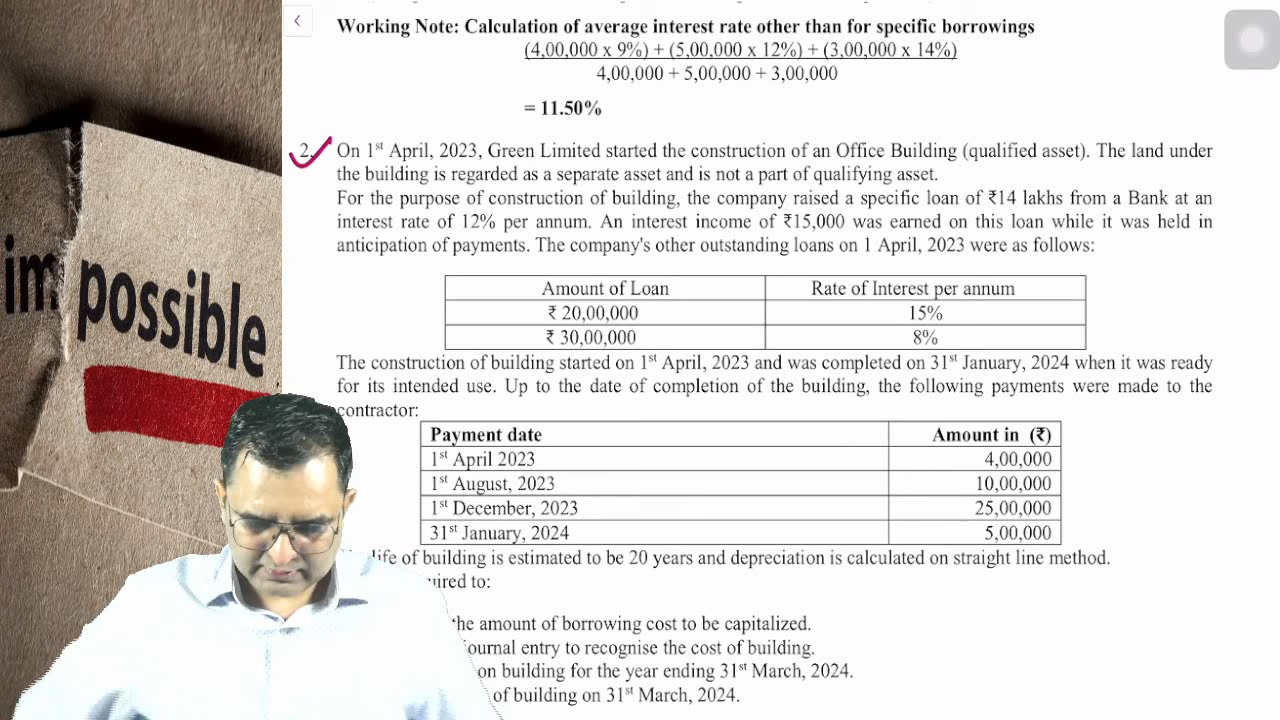 Working Note: Calculation of average interest rate other than for specific borrowings
(4,00,000 x 9%) + (5,00,000 x 12%) + (3,00,000 x 14%)
4,00,000 + 5,00,000 + 3,00,000
= 11.50%
2. On 1st April, 2023, Green Limited started the construction of an Office Building (qualified asset). The land under
the building is regarded as a separate asset and is not a part of qualifying asset.
For the purpose of construction of building, the company raised a specific loan of ₹14 lakhs from a Bank at an
interest rate of 12% per annum. An interest income of ₹15,000 was earned on this loan while it was held in
anticipation of payments. The company's other outstanding loans on 1 April, 2023 were as follows:
Amount of Loan Rate of Interest per annum
₹ 20,00,000 15%
₹ 30,00,000 8%
The construction of building started on 1st April, 2023 and was completed on 31st January, 2024 when it was ready
for its intended use. Up to the date of completion of the building, the following payments were made to the
contractor:
Payment date Amount in (₹)
1st April 2023 4,00,000
1st August, 2023 10,00,000
1st December, 2023 25,00,000
31st January, 2024 5,00,000
life of building is estimated to be 20 years and depreciation is calculated on straight line method.
to:
the amount of borrowing cost to be capitalized.
entry to recognise the cost of building.
on building for the year ending 31st March, 2024.
of building on 31st March, 2024.
im possible